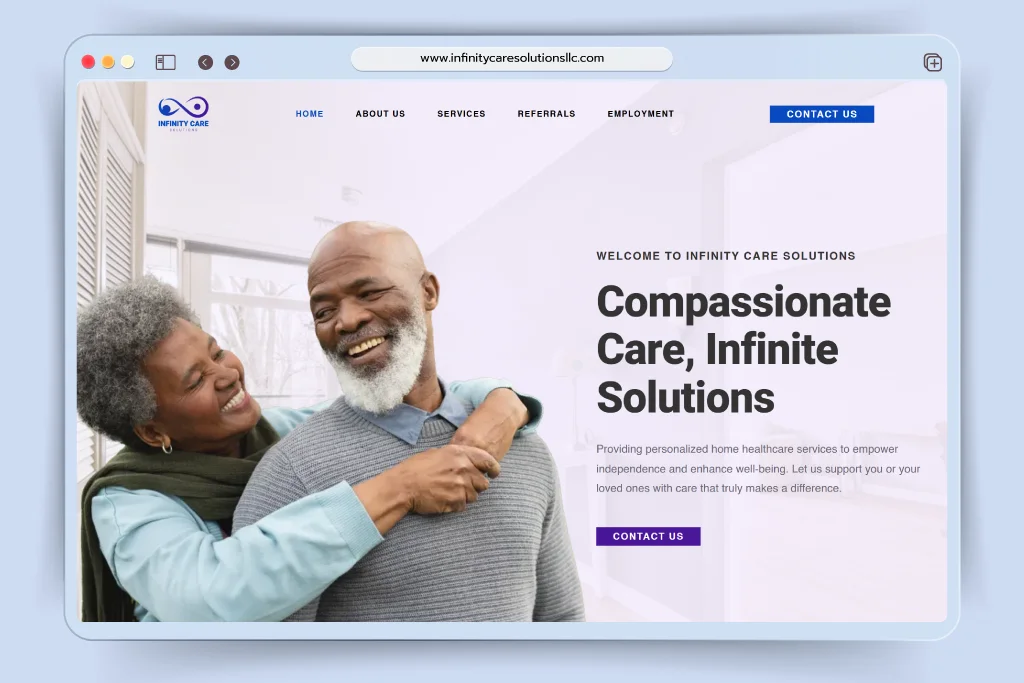 www.infinitycaresolutionsllc.com
INFINITY CARE
SOLUTIONS
HOME
ABOUT US
SERVICES
REFERRALS
EMPLOYMENT
CONTACT US
WELCOME TO INFINITY CARE SOLUTIONS
Compassionate
Care, Infinite
Solutions
Providing personalized home healthcare services to empower
independence and enhance well-being. Let us support you or your
loved ones with care that truly makes a difference.
CONTACT US